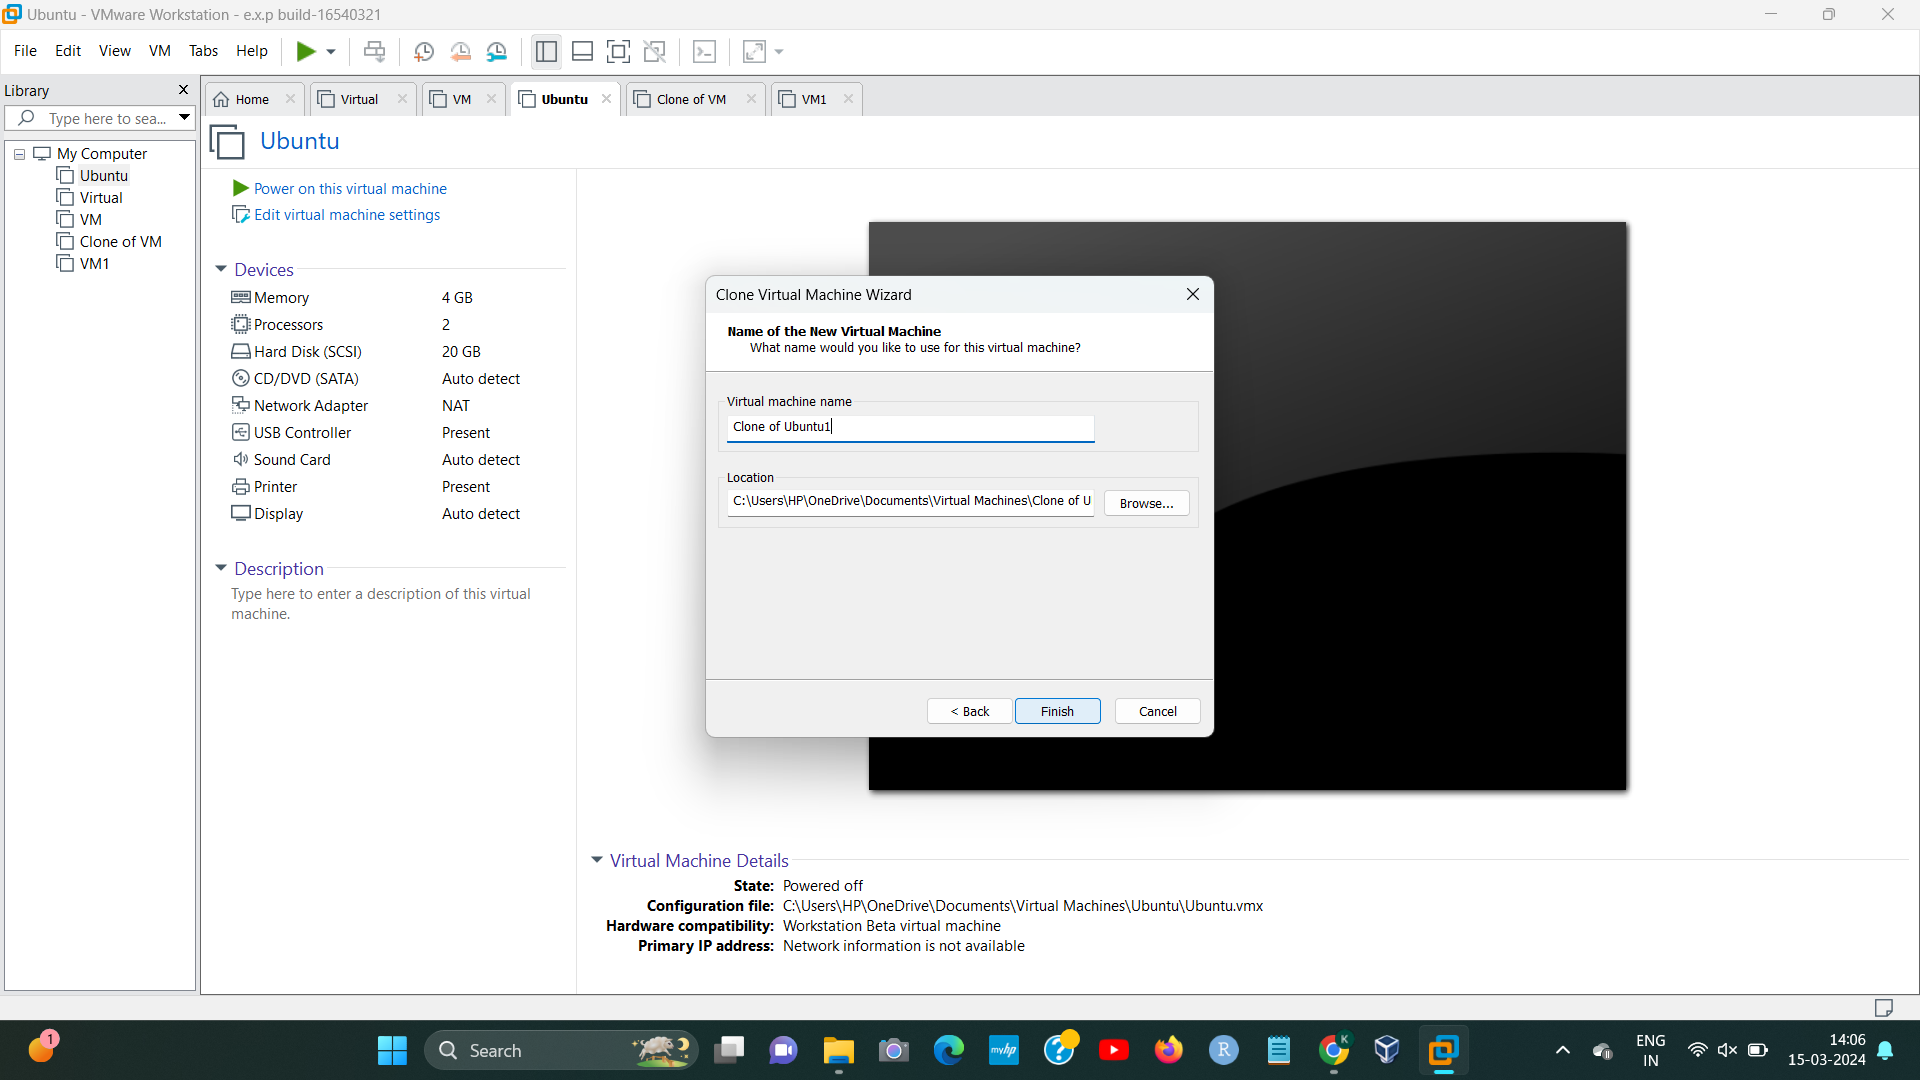 Ubuntu - VMware Workstation - e.x.p build-16540321
File Edit View VM Tabs Help
Library
Home Virtual VM Ubuntu Clone of VM VM1
Type here to sea...
Ubuntu
My Computer
Ubuntu
Virtual
VM
Clone of VM
VM1
Power on this virtual machine
Edit virtual machine settings
Devices
Memory 4 GB
Processors 2
Hard Disk (SCSI) 20 GB
CD/DVD (SATA) Auto detect
Network Adapter NAT
USB Controller Present
Sound Card Auto detect
Printer Present
Display Auto detect
Description
Type here to enter a description of this virtual
machine.
Clone Virtual Machine Wizard
Name of the New Virtual Machine
What name would you like to use for this virtual machine?
Virtual machine name
Clone of Ubuntu1
Location
C:\Users\HP\OneDrive\Documents\Virtual Machines\Clone of U
Browse...
< Back Finish Cancel
Virtual Machine Details
State: Powered off
Configuration file: C:\Users\HP\OneDrive\Documents\Virtual Machines\Ubuntu\Ubuntu.vmx
Hardware compatibility: Workstation Beta virtual machine
Primary IP address: Network information is not available
1
Search
myhp
?
R
K
ENG
IN
14:06
15-03-2024